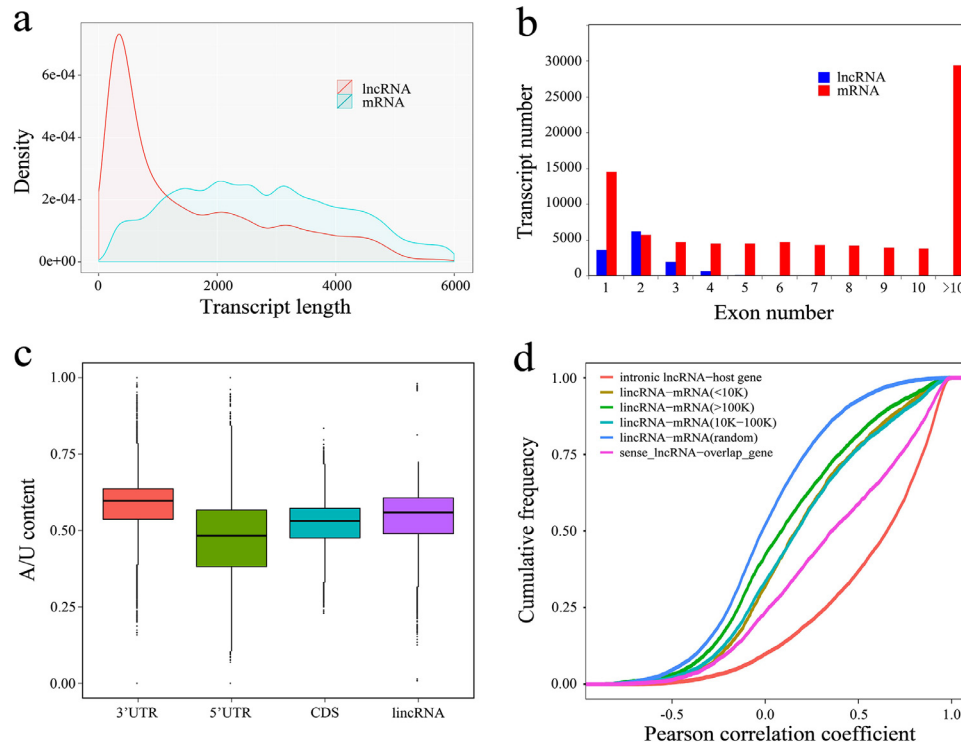 a
6e-04
4e-04
2e-04
0e+00
Density
lncRNA
mRNA
0
2000
4000
6000
Transcript length
b
30000
25000
20000
15000
10000
5000
0
Transcript number
lncRNA
mRNA
1
2
3
4
5
6
7
8
9
10
>10
Exon number
c
1.00
0.75
0.50
0.25
0.00
A/U content
3'UTR
5'UTR
CDS
lincRNA
d
1.00
0.75
0.50
0.25
0.00
Cumulative frequency
intronic lncRNA-host gene
lincRNA-mRNA(<10K)
lincRNA-mRNA(>100K)
lincRNA-mRNA(10K-100K)
lincRNA-mRNA(random)
sense_lncRNA-overlap_gene
-0.5
0.0
0.5
1.0
Pearson correlation coefficient